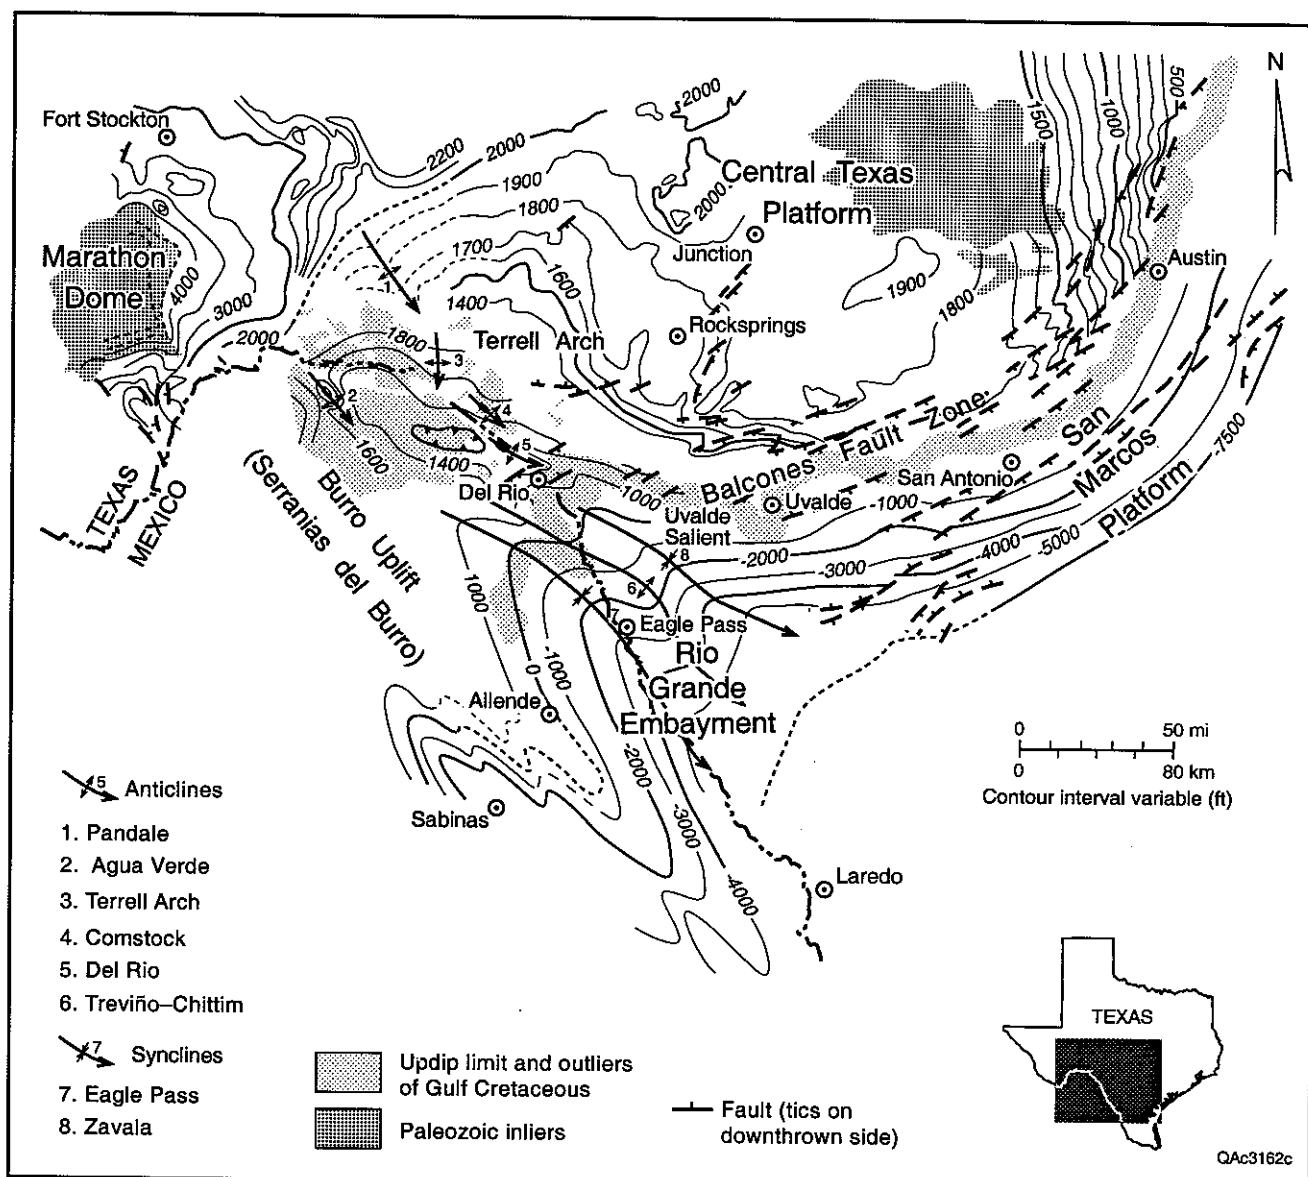 N
Fort Stockton
2200
2000
2000
500
1000
1500
1900
1800
1700
1600
1400
2000
Central Texas
Platform
Junction
Austin
Marathon
Dome
4000
3000
2000
1
1900
1800
Rocksprings
Terrell Arch
1800
3
2
4
5
1600
1400
Balcones Fault Zone
San
Marcos
Platform
-7500
TEXAS
MEXICO
Burro Uplift
(Serranias del Burro)
Del Rio
1000
Uvalde
San Antonio
-1000
Uvalde
Salient
8
-2000
-3000
-4000
-5000
6
7
Eagle Pass
1000
0
-1000
Rio
Grande
Embayment
Allende
-2000
-3000
-4000
Sabinas
Laredo
0 50 mi
0 80 km
Contour interval variable (ft)
5 Anticlines
1. Pandale
2. Agua Verde
3. Terrell Arch
4. Comstock
5. Del Rio
6. Treviño–Chittim
7 Synclines
7. Eagle Pass
8. Zavala
Updip limit and outliers
of Gulf Cretaceous
Paleozoic inliers
Fault (tics on
downthrown side)
TEXAS
QAc3162c